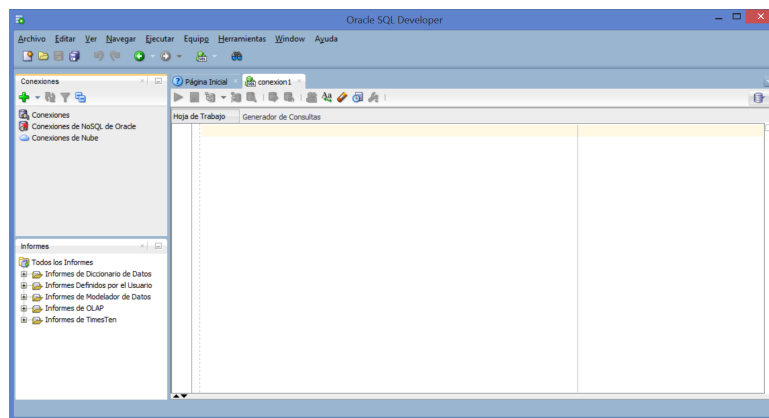 Oracle SQL Developer
Archivo Editar Ver Navegar Ejecutar Equipo Herramientas Window Ayuda
Conexiones
Conexiones
Conexiones de NoSQL de Oracle
Conexiones de Nube
Informes
Todos los Informes
Informes de Diccionario de Datos
Informes Definidos por el Usuario
Informes de Modelador de Datos
Informes de OLAP
Informes de TimesTen
Página Inicial conexion1
Hoja de Trabajo Generador de Consultas